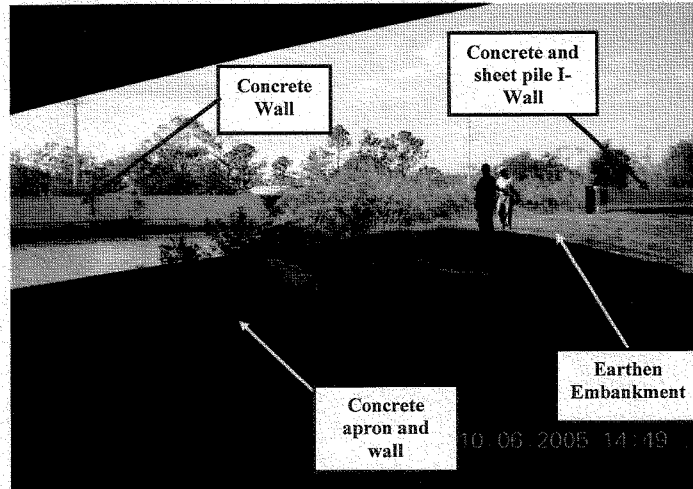 Concrete
Wall
Concrete and
sheet pile I-
Wall
Earthen
Embankment
Concrete
apron and
wall
10.06.2005 14:49